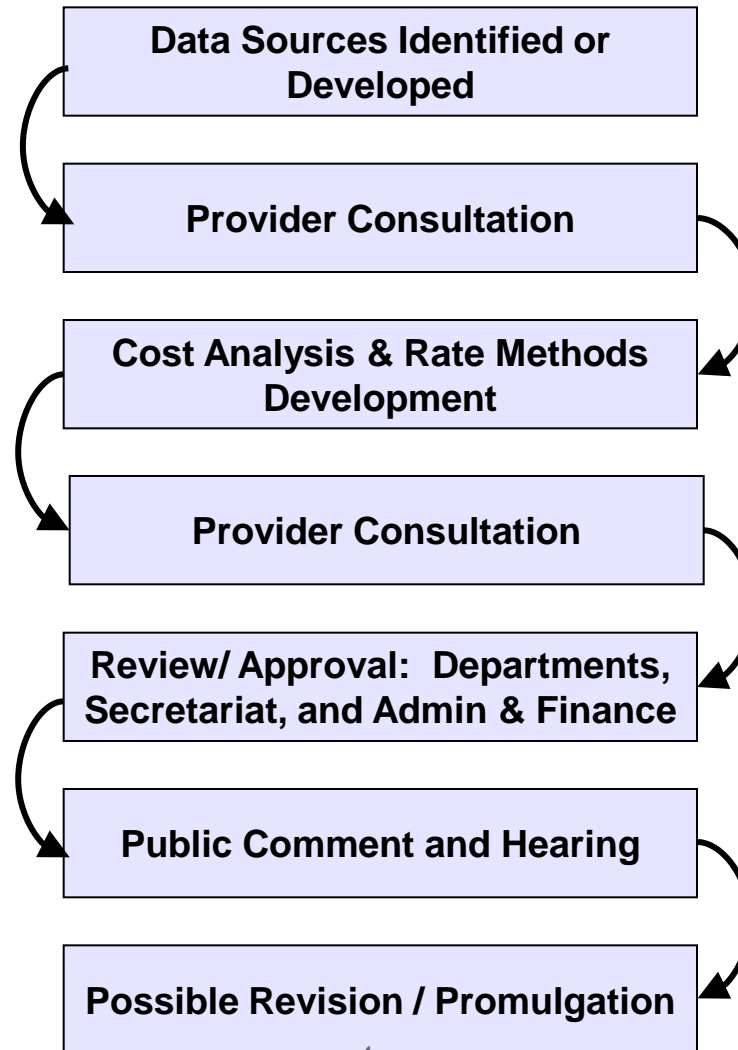 Data Sources Identified or
Developed
Provider Consultation
Cost Analysis & Rate Methods
Development
Provider Consultation
Review/ Approval:  Departments,
Secretariat, and Admin & Finance
Public Comment and Hearing
Possible Revision / Promulgation